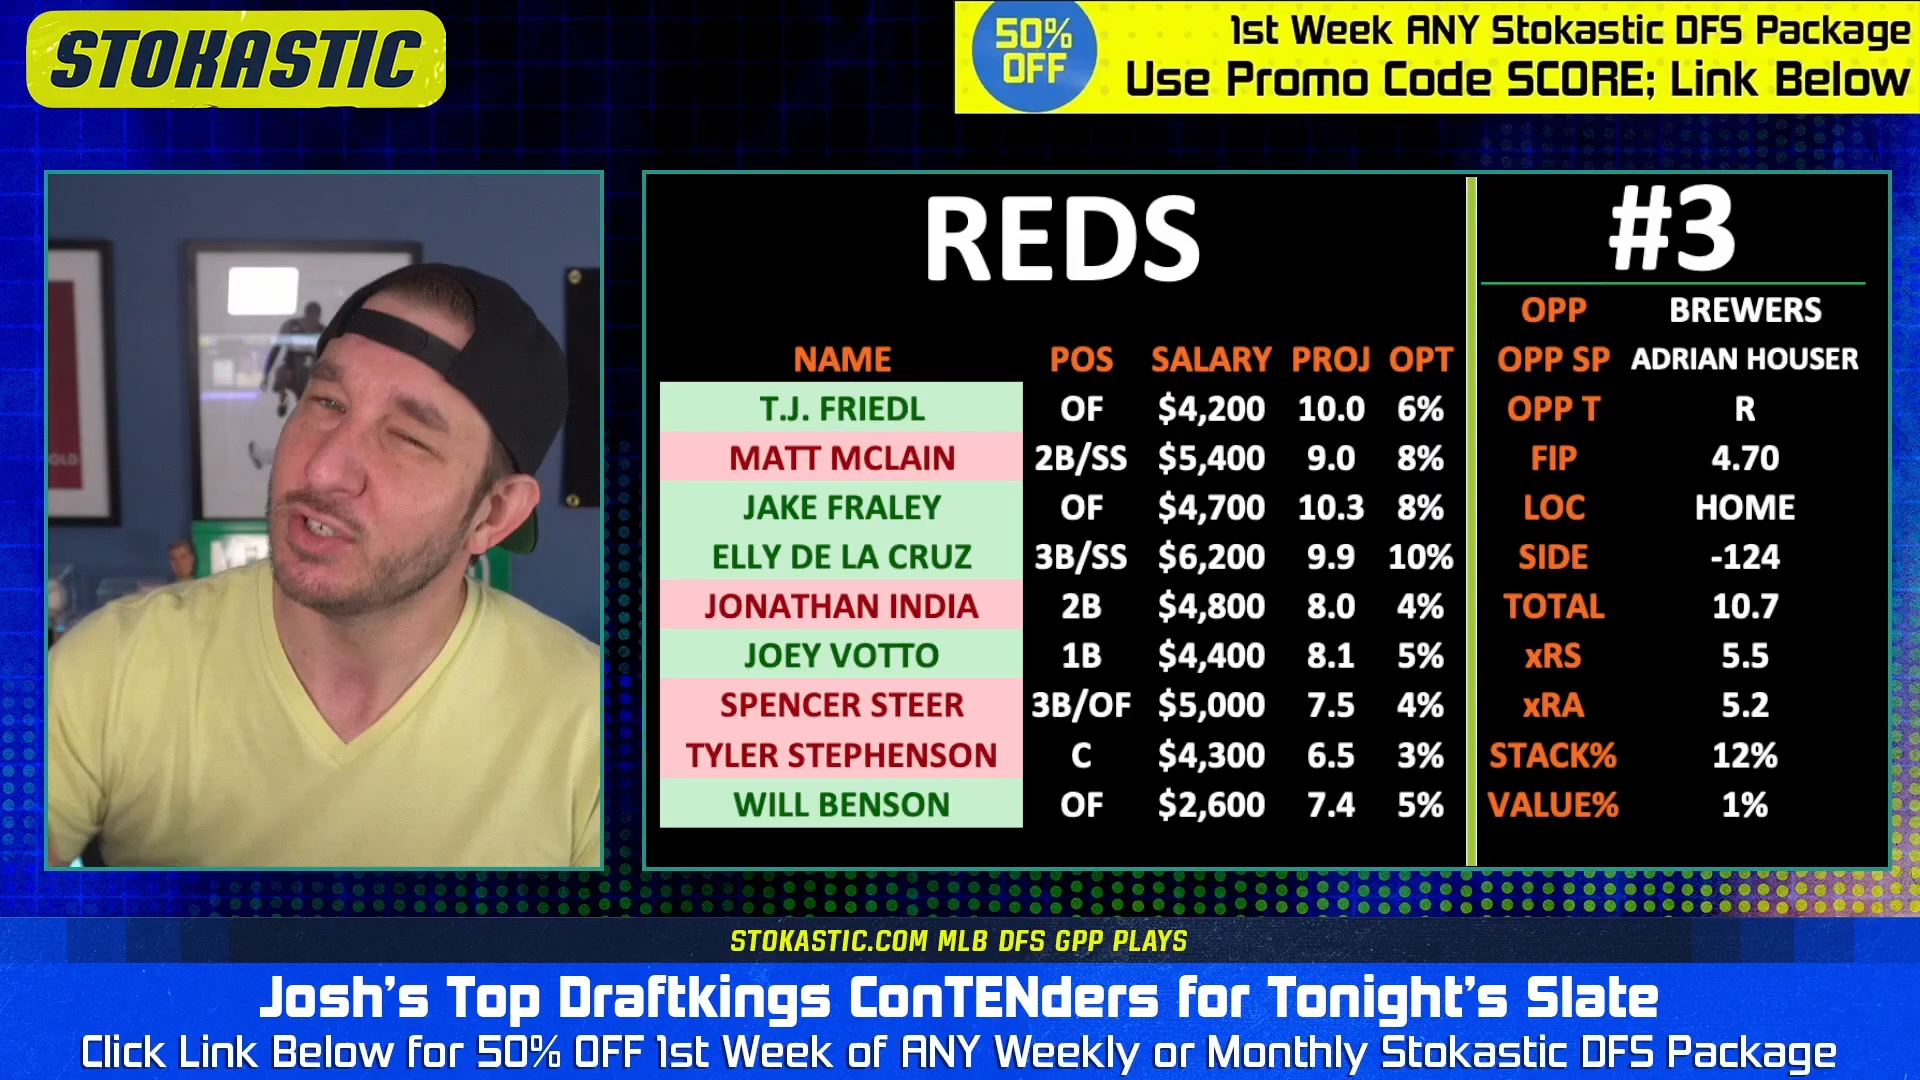 STOKASTIC
50%
OFF
1st Week ANY Stokastic DFS Package
Use Promo Code SCORE; Link Below
REDS
#3
NAME POS SALARY PROJ OPT
T.J. FRIEDL OF $4,200 10.0 6%
MATT MCLAIN 2B/SS $5,400 9.0 8%
JAKE FRALEY OF $4,700 10.3 8%
ELLY DE LA CRUZ 3B/SS $6,200 9.9 10%
JONATHAN INDIA 2B $4,800 8.0 4%
JOEY VOTTO 1B $4,400 8.1 5%
SPENCER STEER 3B/OF $5,000 7.5 4%
TYLER STEPHENSON C $4,300 6.5 3%
WILL BENSON OF $2,600 7.4 5%
OPP BREWERS
OPP SP ADRIAN HOUSER
OPP T R
FIP 4.70
LOC HOME
SIDE -124
TOTAL 10.7
xRS 5.5
xRA 5.2
STACK% 12%
VALUE% 1%
STOKASTIC.COM MLB DFS GPP PLAYS
Josh's Top Draftkings ConTENders for Tonight's Slate
Click Link Below for 50% OFF 1st Week of ANY Weekly or Monthly Stokastic DFS Package